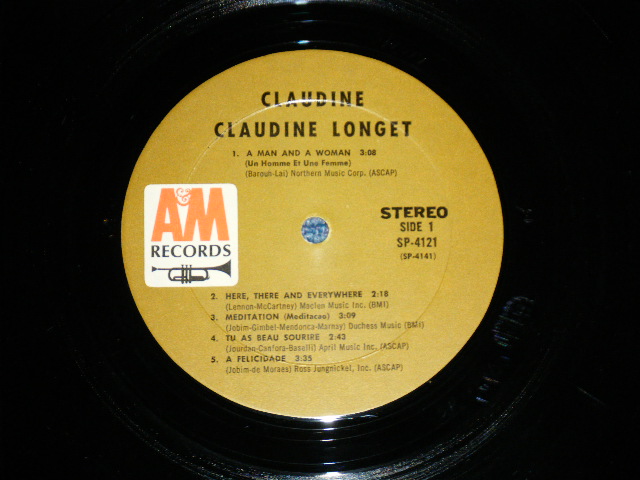 CLAUDINE
CLAUDINE LONGET
1. A MAN AND A WOMAN 3:08
(Un Homme Et Une Femme)
(Barouh-Lai) Northern Music Corp. (ASCAP)
A&M
RECORDS
STEREO
SIDE 1
SP-4121
(SP-4141)
2. HERE, THERE AND EVERYWHERE 2:18
(Lennon-McCartney) Maclen Music Inc. (BMI)
3. MEDITATION (Meditacao) 3:09
(Jobim-Gimbel-Mendonca-Marnay) Duchess Music (BMI)
4. TU AS BEAU SOURIRE 2:43
(Jourdan-Canfora-Baselli) April Music Inc. (ASCAP)
5. A FELICIDADE 3:35
(Jobim-de Moraes) Ross Jungnickel, Inc. (ASCAP)